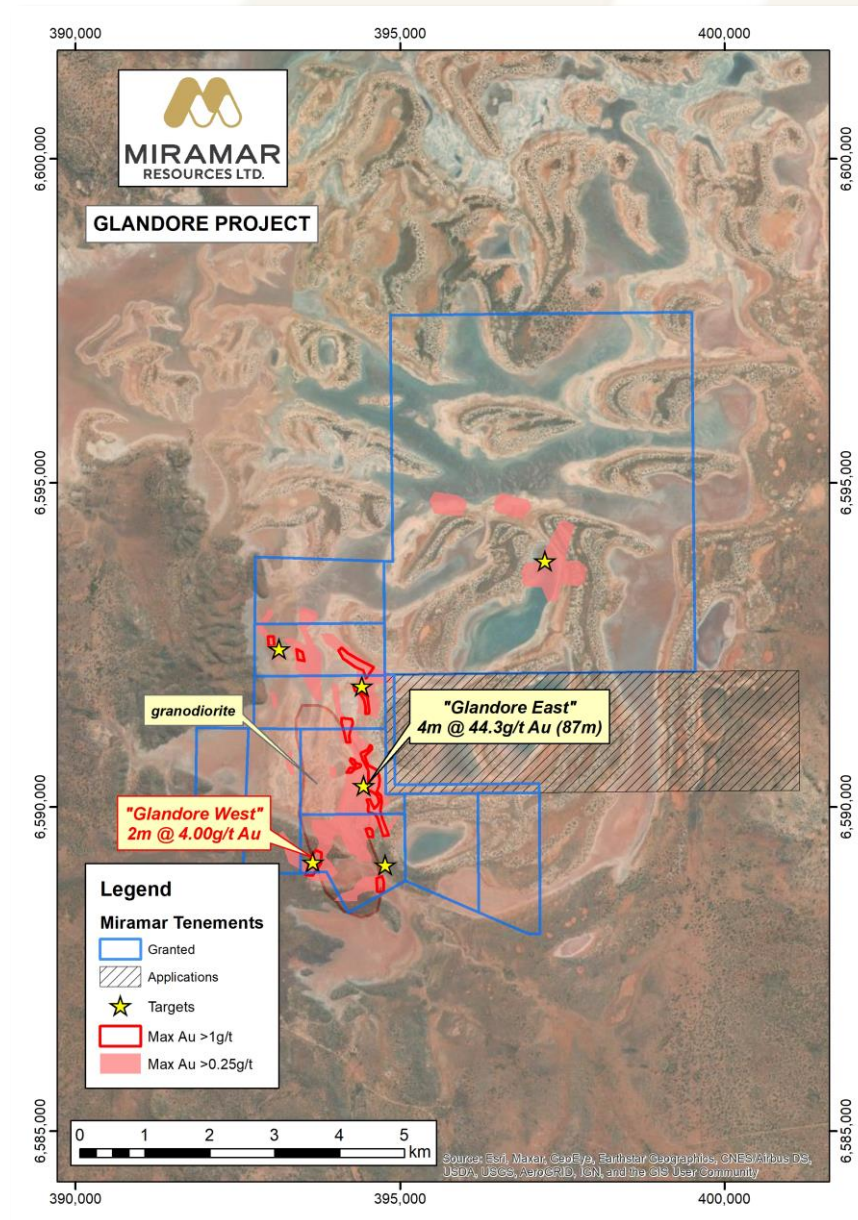 390,000
395,000
400,000
6,600,000
6,600,000
MIRAMAR
RESOURCES LTD.
GLANDORE PROJECT
6,595,000
6,595,000
granodiorite
"Glandore East"
4m @ 44.3g/t Au (87m)
6,590,000
6,590,000
"Glandore West"
2m @ 4.00g/t Au
Legend
Miramar Tenements
Granted
Applications
Targets
Max Au >1g/t
Max Au >0.25g/t
6,585,000
6,585,000
0 1 2 3 4 5
km
Source: Esri, Maxar, GeoEye, Earthstar Geographics, CNES/Airbus DS,
USDA, USGS, AeroGRID, IGN, and the GIS User Community
390,000
395,000
400,000